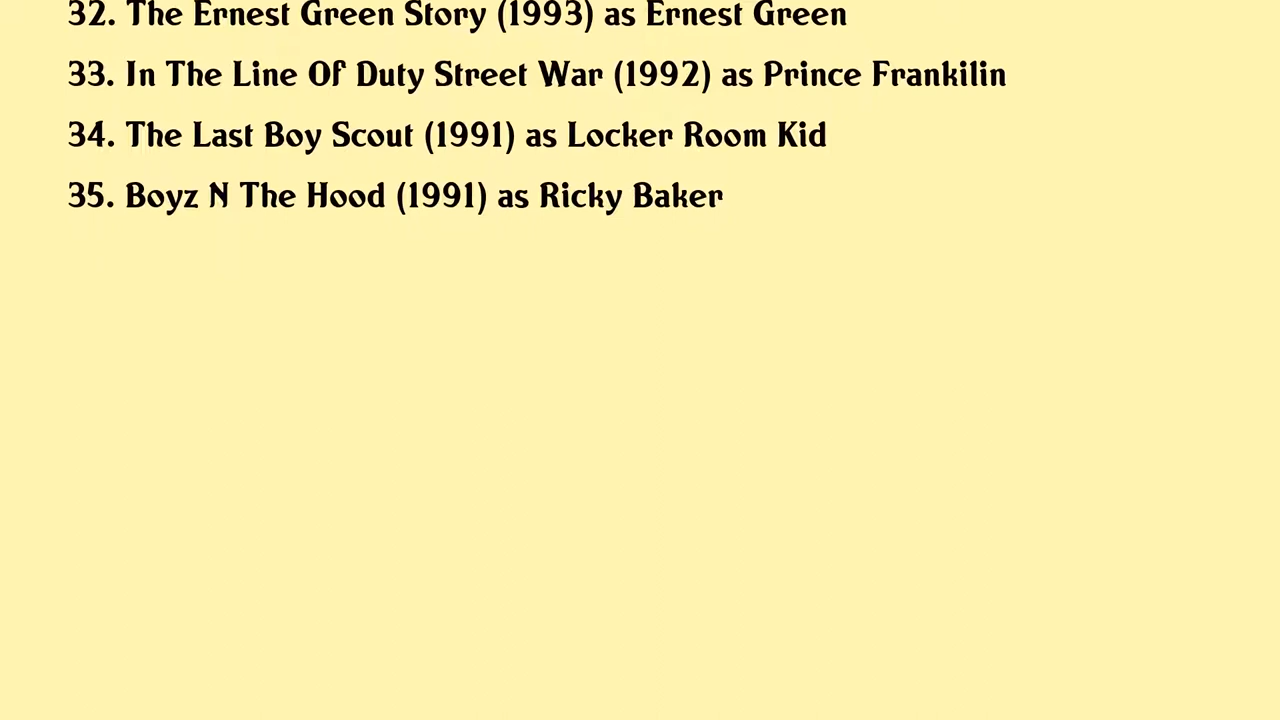 32. The Ernest Green Story (1993) as Ernest Green
33. In The Line Of Duty Street War (1992) as Prince Frankilin
34. The Last Boy Scout (1991) as Locker Room Kid
35. Boyz N The Hood (1991) as Ricky Baker